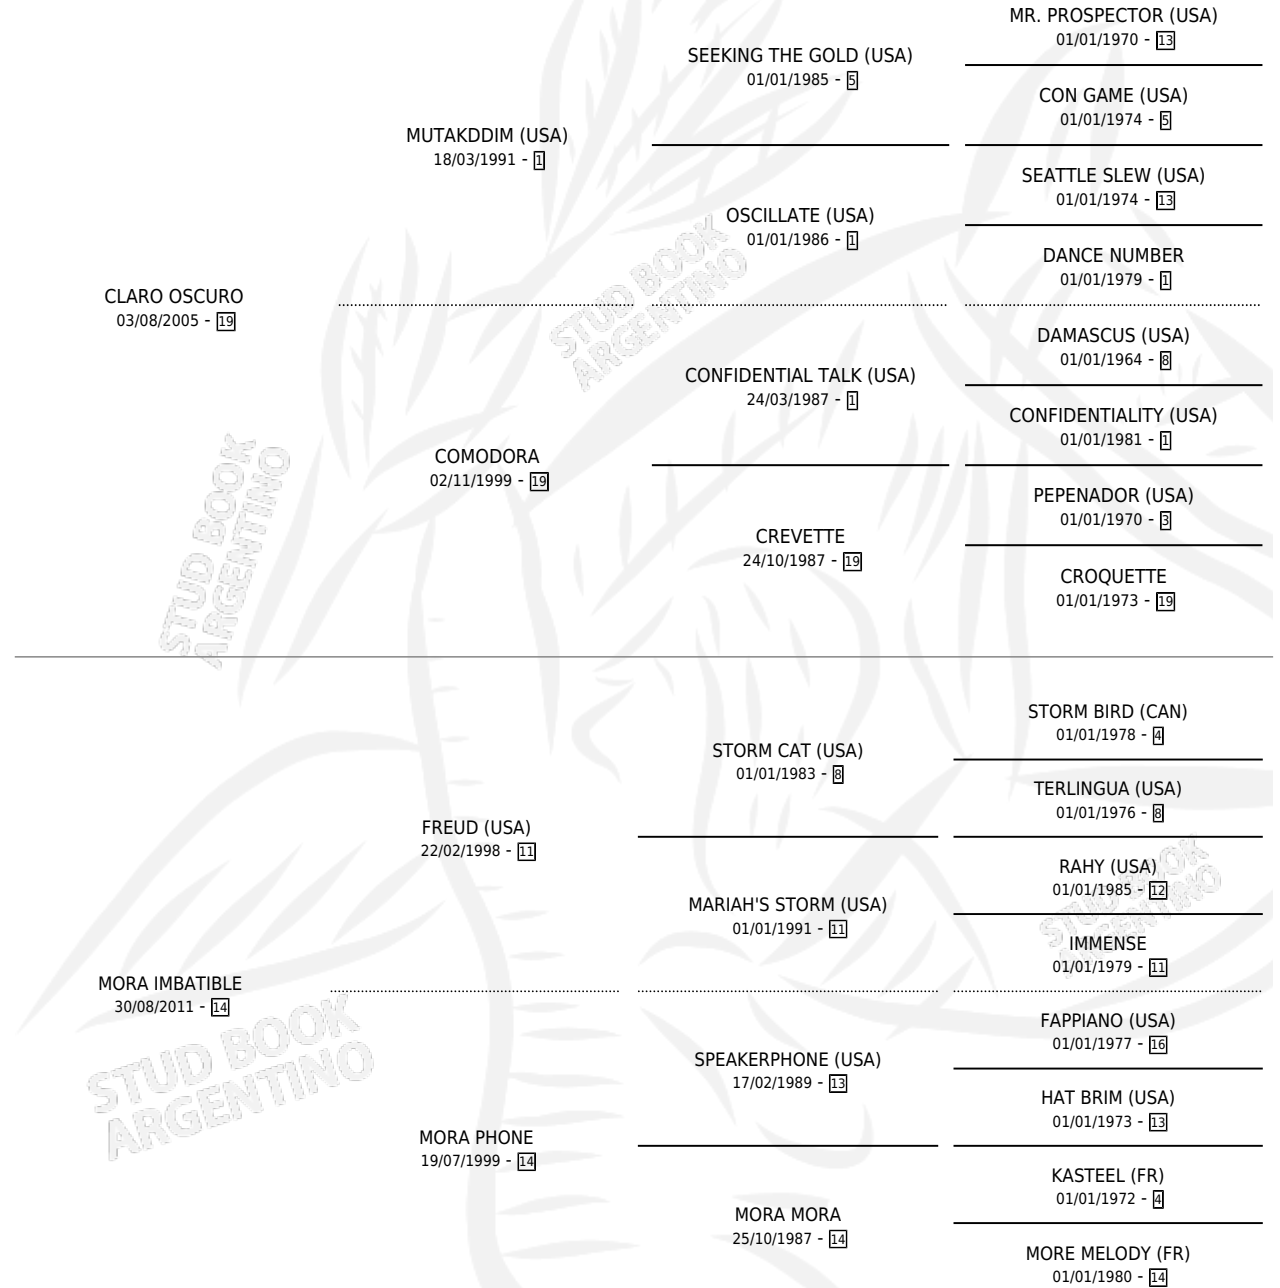 MR. PROSPECTOR (USA)
01/01/1970 - 13
SEEKING THE GOLD (USA)
01/01/1985 - 5
CON GAME (USA)
01/01/1974 - 5
MUTAKDDIM (USA)
18/03/1991 - 1
SEATTLE SLEW (USA)
01/01/1974 - 13
OSCILLATE (USA)
01/01/1986 - 1
DANCE NUMBER
01/01/1979 - 1
CLARO OSCURO
03/08/2005 - 19
DAMASCUS (USA)
01/01/1964 - 8
CONFIDENTIAL TALK (USA)
24/03/1987 - 1
CONFIDENTIALITY (USA)
01/01/1981 - 1
COMODORA
02/11/1999 - 19
PEPENADOR (USA)
01/01/1970 - 3
CREVETTE
24/10/1987 - 19
CROQUETTE
01/01/1973 - 19
STUD BOOK
ARGENTINO
STUD BOOK
ARGENTINO
STORM BIRD (CAN)
01/01/1978 - 4
STORM CAT (USA)
01/01/1983 - 8
TERLINGUA (USA)
01/01/1976 - 8
FREUD (USA)
22/02/1998 - 11
RAHY (USA)
01/01/1985 - 12
MARIAH'S STORM (USA)
01/01/1991 - 11
IMMENSE
01/01/1979 - 11
MORA IMBATIBLE
30/08/2011 - 14
FAPPIANO (USA)
01/01/1977 - 16
SPEAKERPHONE (USA)
17/02/1989 - 13
HAT BRIM (USA)
01/01/1973 - 13
MORA PHONE
19/07/1999 - 14
KASTEEL (FR)
01/01/1972 - 4
MORA MORA
25/10/1987 - 14
MORE MELODY (FR)
01/01/1980 - 14
STUD BOOK
ARGENTINO
STUD BOOK
ARGENTINO